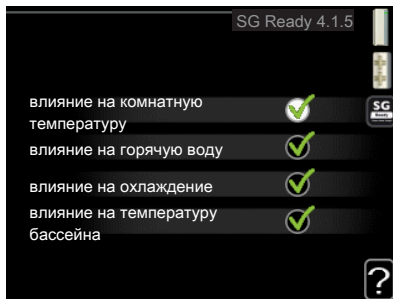 SG Ready 4.1.5
влияние на комнатную
температуру
SG
Ready
влияние на горячую воду
влияние на охлаждение
влияние на температуру
бассейна
?